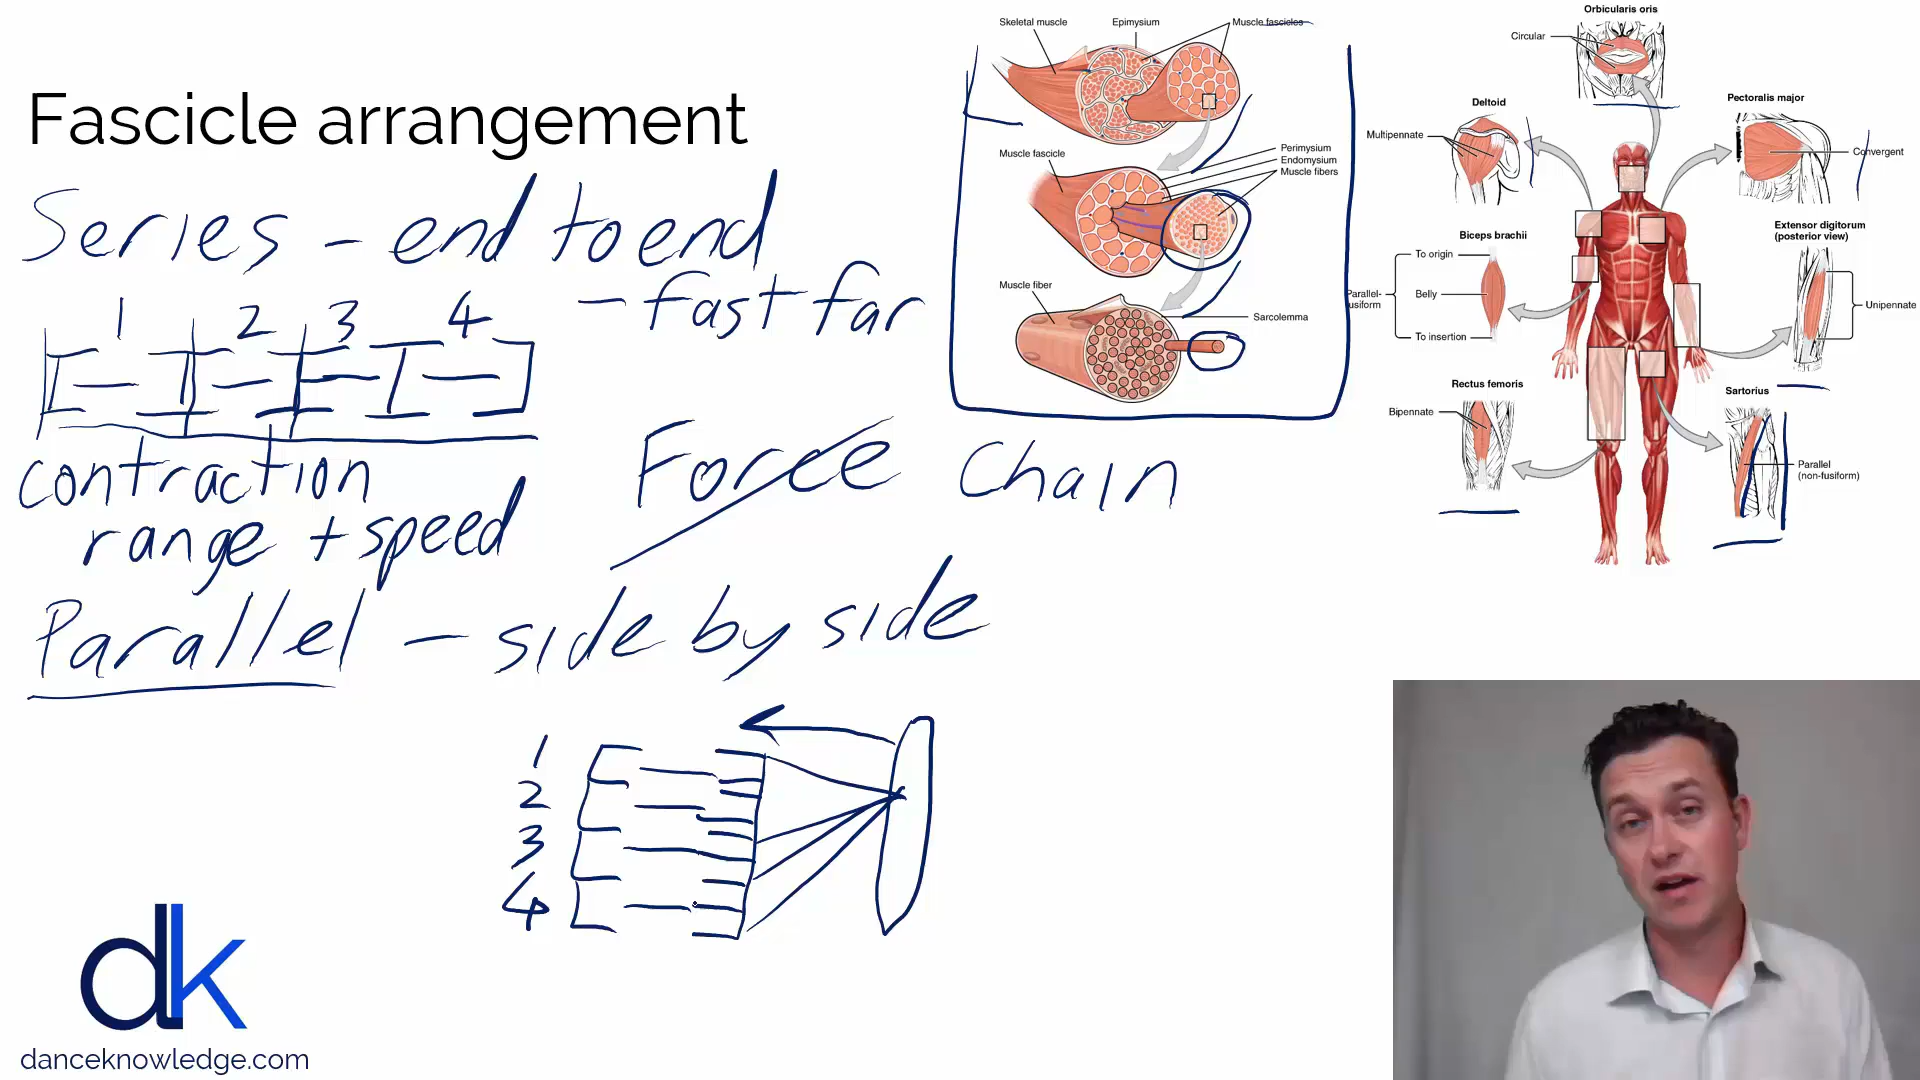 Fascicle arrangement
Series - end to end
- fast far
1 2 3 4
contraction
range + speed
Force chain
Parallel - side by side
1
2
3
4
dk
danceknowledge.com
Skeletal muscle
Epimysium
Muscle fascicles
Muscle fascicle
Perimysium
Endomysium
Muscle fibers
Muscle fiber
Sarcolemma
Orbicularis oris
Circular
Deltoid
Multipennate
Pectoralis major
Convergent
Biceps brachii
To origin
Parallel-
fusiform
Belly
To insertion
Extensor digitorum
(posterior view)
Unipennate
Rectus femoris
Bipennate
Sartorius
Parallel
(non-fusiform)